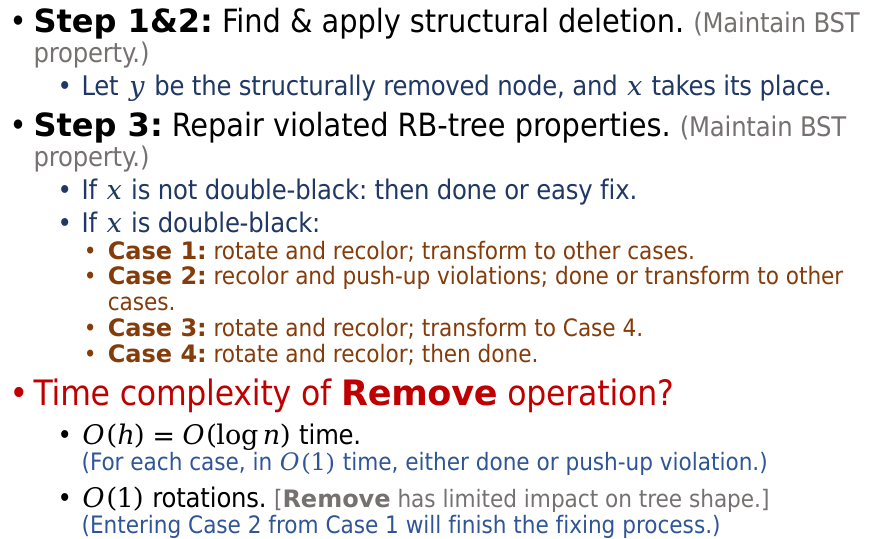 • Step 1&2: Find & apply structural deletion. (Maintain BST
property.)
• Let y be the structurally removed node, and x takes its place.
• Step 3: Repair violated RB-tree properties. (Maintain BST
property.)
• If x is not double-black: then done or easy fix.
• If x is double-black:
• Case 1: rotate and recolor; transform to other cases.
• Case 2: recolor and push-up violations; done or transform to other
cases.
• Case 3: rotate and recolor; transform to Case 4.
• Case 4: rotate and recolor; then done.
• Time complexity of Remove operation?
• O(h) = O(log n) time.
(For each case, in O(1) time, either done or push-up violation.)
• O(1) rotations. [Remove has limited impact on tree shape.]
(Entering Case 2 from Case 1 will finish the fixing process.)